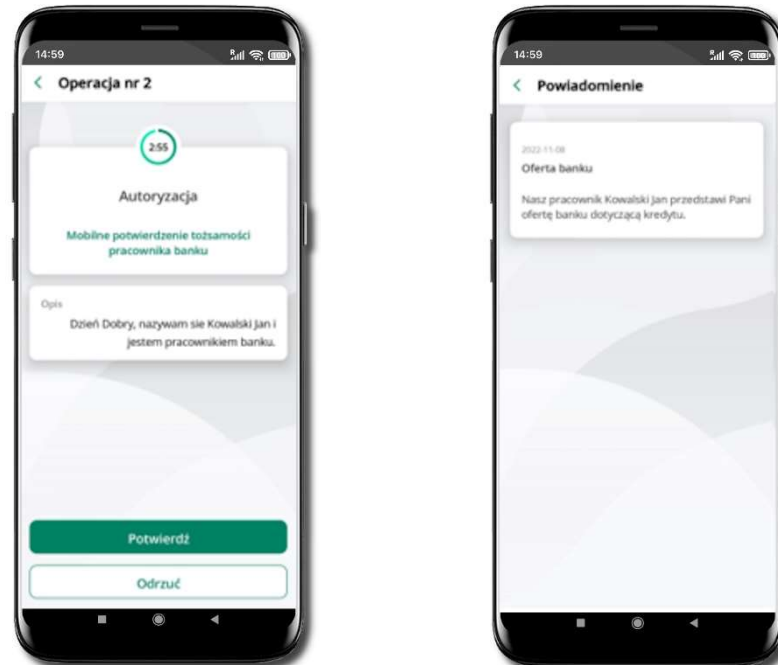 14:59
Operacja nr 2
2:55
Autoryzacja
Mobilne potwierdzenie tożsamości
pracownika banku
Opis
Dzień Dobry, nazywam sie Kowalski Jan i
jestem pracownikiem banku.
Potwierdź
Odrzuć
14:59
Powiadomienie
2022-11-08
Oferta banku
Nasz pracownik Kowalski Jan przedstawi Pani
ofertę banku dotyczącą kredytu.